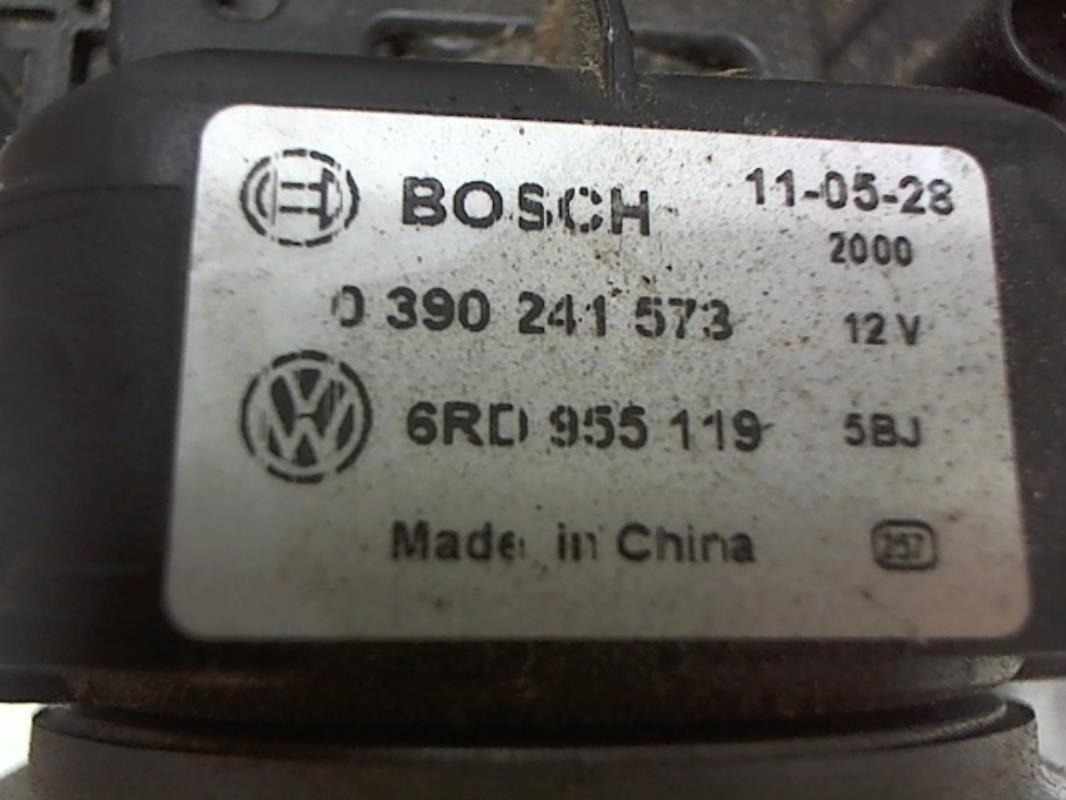 BOSCH 11-05-28
2000
0 390 241 573 12 V
6RD 955 119 5BJ
Made in China 257